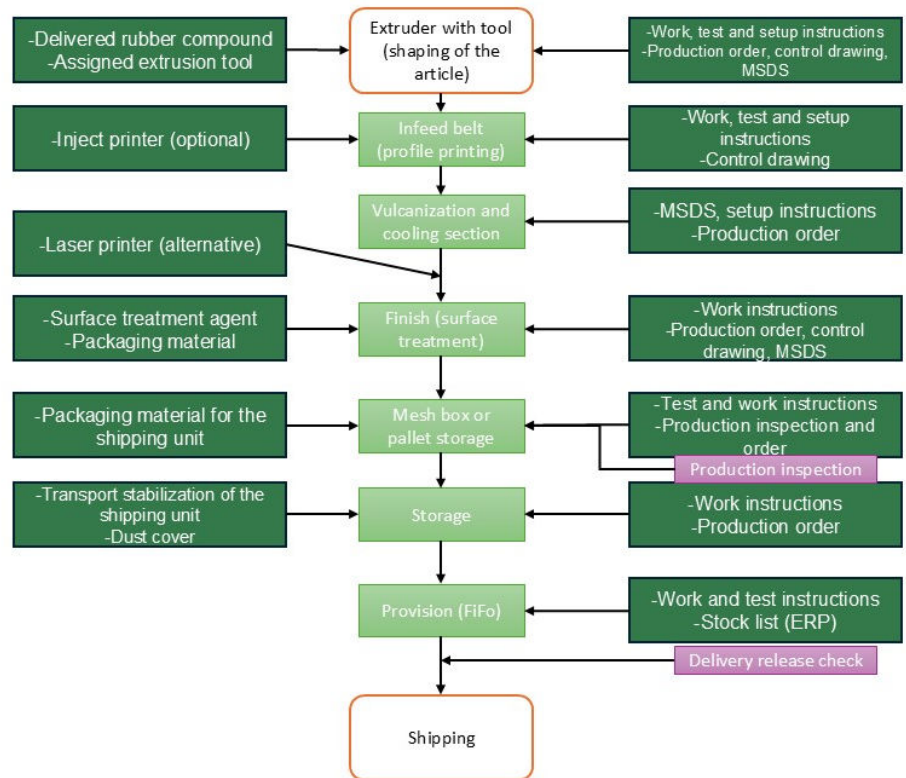 -Delivered rubber compound
-Assigned extrusion tool
Extruder with tool
(shaping of the
article)
-Work, test and setup instructions
-Production order, control drawing,
MSDS
-Inject printer (optional)
Infeed belt
(profile printing)
-Work, test and setup
instructions
-Control drawing
Vulcanization and
cooling section
-MSDS, setup instructions
-Production order
-Laser printer (alternative)
-Surface treatment agent
-Packaging material
Finish (surface
treatment)
-Work instructions
-Production order, control
drawing, MSDS
-Packaging material for the
shipping unit
Mesh box or
pallet storage
-Test and work instructions
-Production inspection and
order
Production inspection
-Transport stabilization of the
shipping unit
-Dust cover
Storage
-Work instructions
-Production order
Provision (FiFo)
-Work and test instructions
-Stock list (ERP)
Delivery release check
Shipping